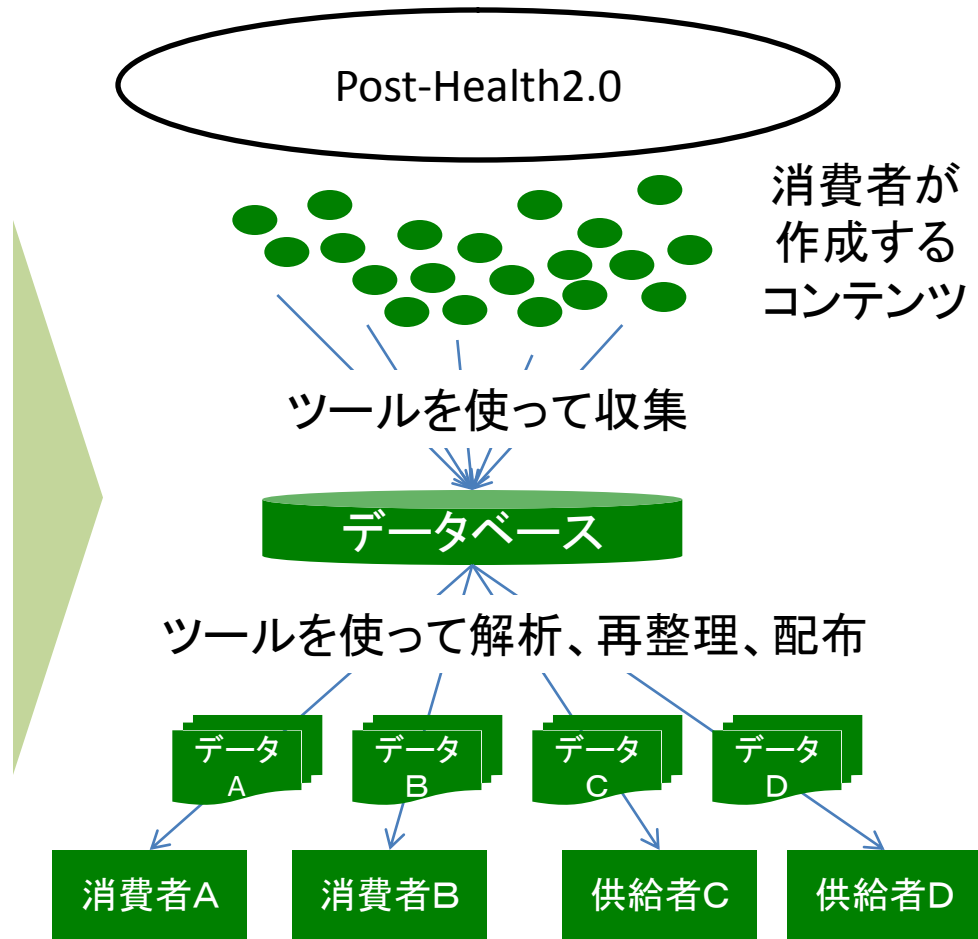 Post-Health2.0
消費者が
作成する
コンテンツ
ツールを使って収集
データベース
ツールを使って解析、再整理、配布
データ
A
データ
B
データ
C
データ
D
消費者A
消費者B
供給者C
供給者D